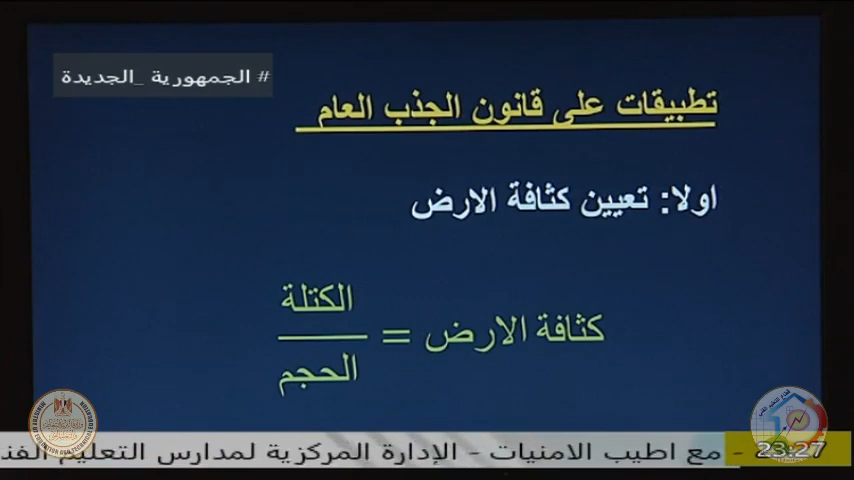 # الجمهورية _الجديدة
تطبيقات على قانون الجذب العام
اولا: تعيين كثافة الارض
كثافة الارض = الكتلة
الحجم
- مع اطيب الامنيات - الإدارة المركزية لمدارس التعليم الفن
23:27